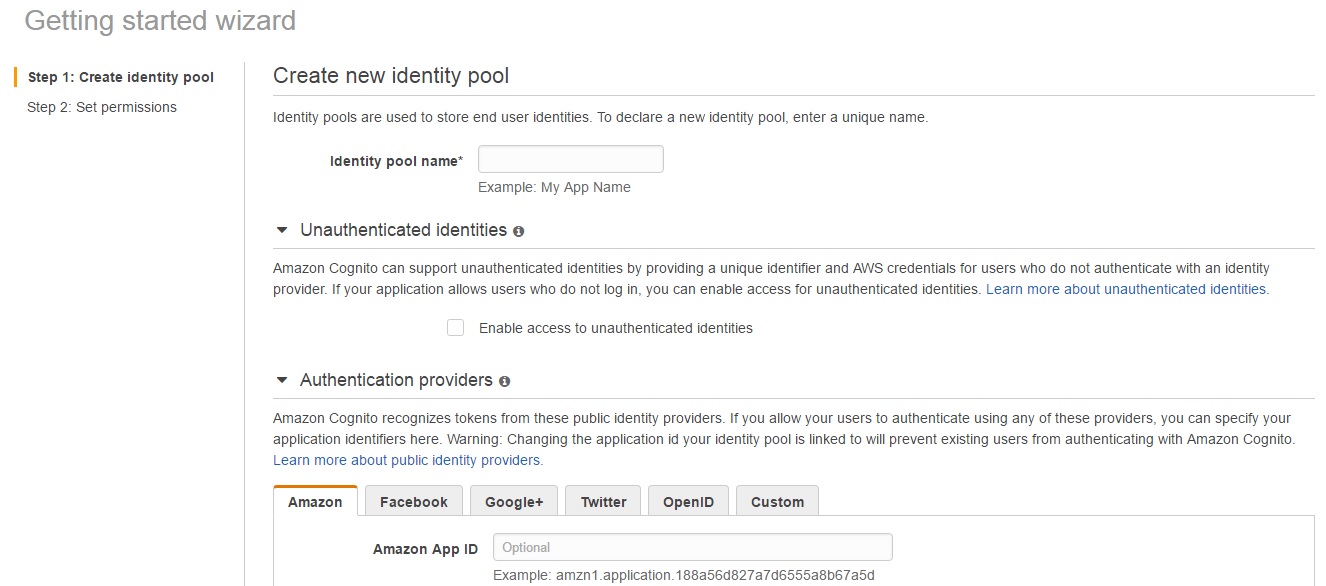 Getting started wizard
Step 1: Create identity pool
Step 2: Set permissions
Create new identity pool
Identity pools are used to store end user identities. To declare a new identity pool, enter a unique name.
Identity pool name*
Example: My App Name
Unauthenticated identities
Amazon Cognito can support unauthenticated identities by providing a unique identifier and AWS credentials for users who do not authenticate with an identity
provider. If your application allows users who do not log in, you can enable access for unauthenticated identities. Learn more about unauthenticated identities.
Enable access to unauthenticated identities
Authentication providers
Amazon Cognito recognizes tokens from these public identity providers. If you allow your users to authenticate using any of these providers, you can specify your
application identifiers here. Warning: Changing the application id your identity pool is linked to will prevent existing users from authenticating with Amazon Cognito.
Learn more about public identity providers.
Amazon Facebook Google+ Twitter OpenID Custom
Amazon App ID Optional
Example: amzn1.application.188a56d827a7d6555a8b67a5d